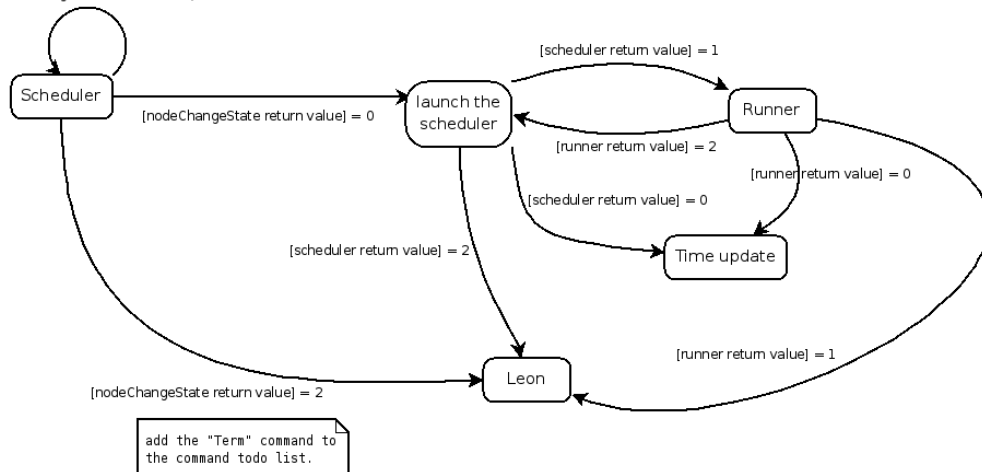 [scheduler return value] = 1
Scheduler
launch the
scheduler
Runner
[nodeChangeState return value] = 0
[runner return value] = 2
[runner return value] = 0
[scheduler return value] = 0
[scheduler return value] = 2
Time update
[runner return value] = 1
Leon
[nodeChangeState return value] = 2
add the "Term" command to
the command todo list.